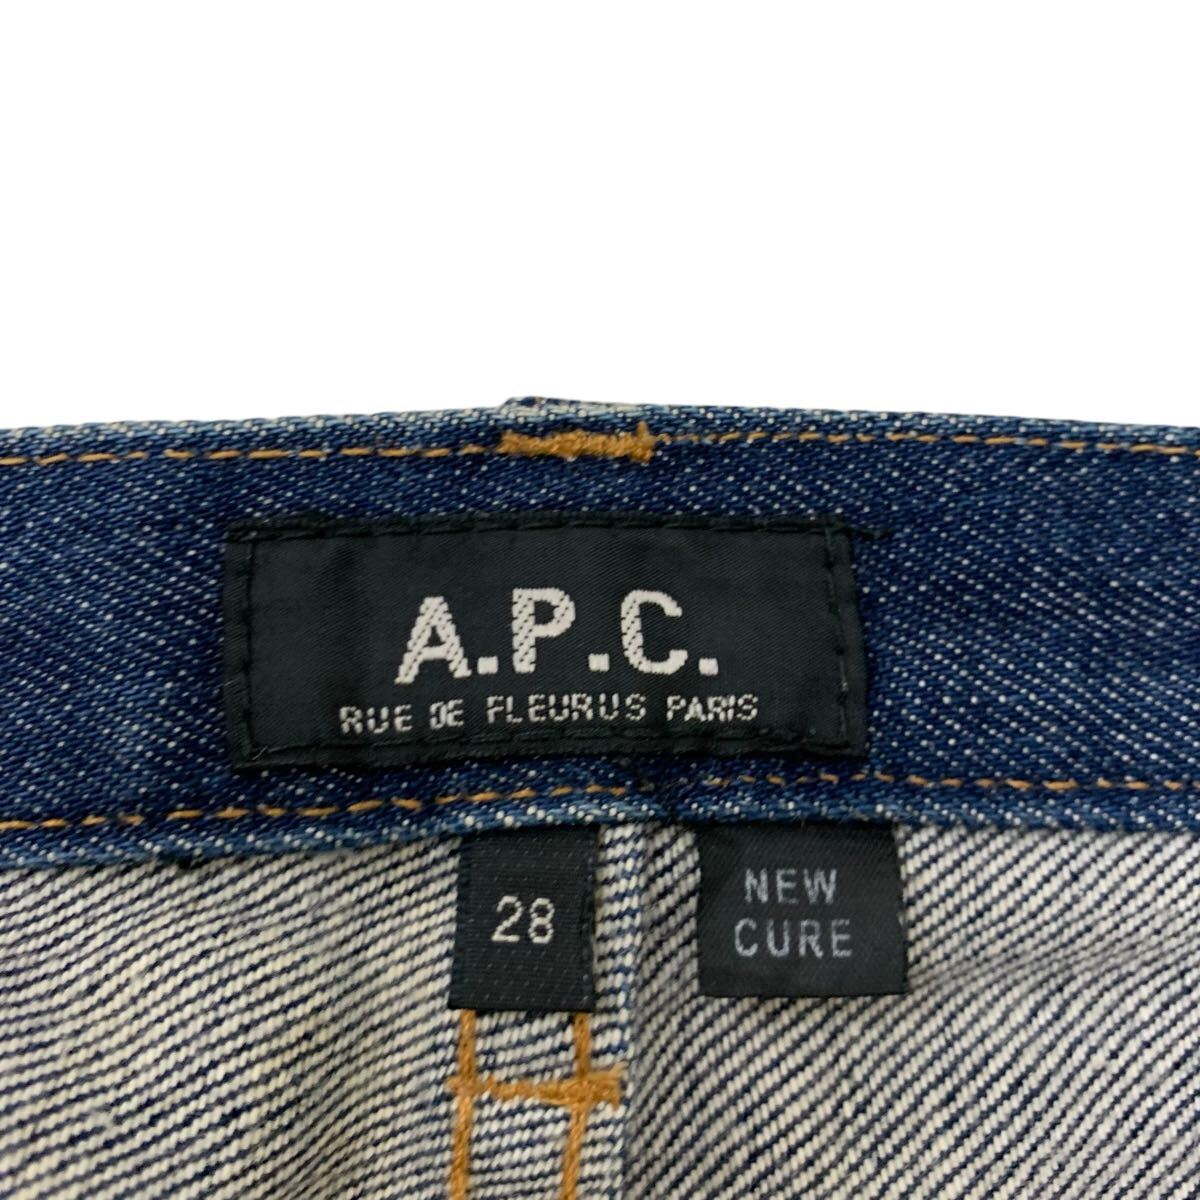 A.P.C.
RUE DE FLEURUS PARIS
28
NEW
CURE